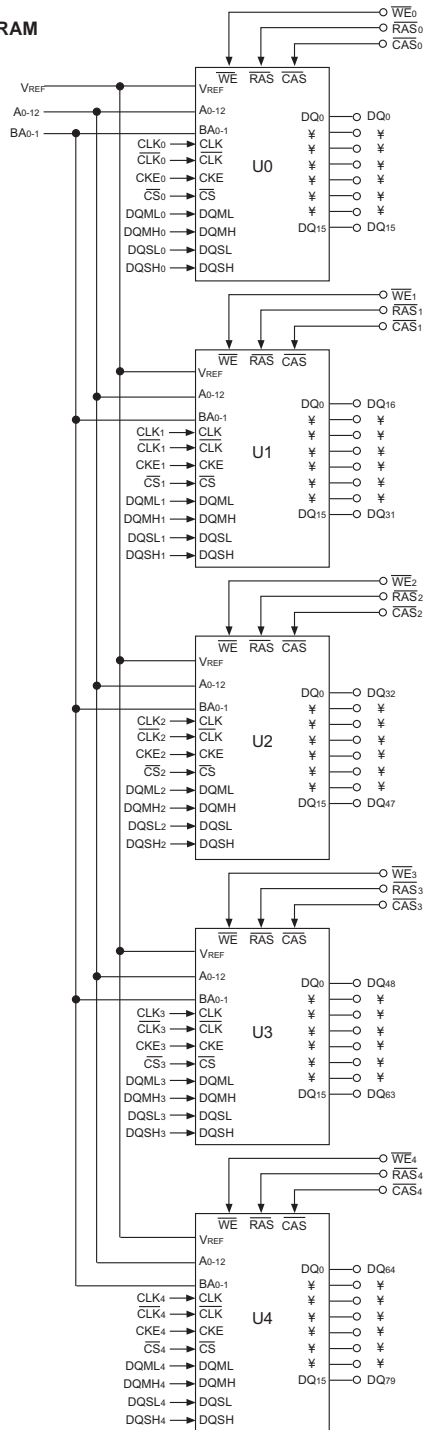 RAM
WE0
RAS0
CAS0
WE RAS CAS
VREF VREF
A0-12 A0-12 DQ0 DQ0
BA0-1 BA0-1 ¥ ¥
CLK0 CLK ¥ ¥
CLK0 CLK ¥ ¥
CKE0 CKE U0 ¥ ¥
CS0 CS ¥ ¥
DQML0 DQML ¥ ¥
DQMH0 DQMH DQ15 DQ15
DQSL0 DQSL
DQSH0 DQSH
WE1
RAS1
CAS1
WE RAS CAS
VREF
A0-12 DQ0 DQ16
BA0-1 ¥ ¥
CLK1 CLK ¥ ¥
CLK1 CLK ¥ ¥
CKE1 CKE U1 ¥ ¥
CS1 CS ¥ ¥
DQML1 DQML ¥ ¥
DQMH1 DQMH DQ15 DQ31
DQSL1 DQSL
DQSH1 DQSH
WE2
RAS2
CAS2
WE RAS CAS
VREF
A0-12 DQ0 DQ32
BA0-1 ¥ ¥
CLK2 CLK ¥ ¥
CLK2 CLK ¥ ¥
CKE2 CKE U2 ¥ ¥
CS2 CS ¥ ¥
DQML2 DQML ¥ ¥
DQMH2 DQMH DQ15 DQ47
DQSL2 DQSL
DQSH2 DQSH
WE3
RAS3
CAS3
WE RAS CAS
VREF
A0-12 DQ0 DQ48
BA0-1 ¥ ¥
CLK3 CLK ¥ ¥
CLK3 CLK ¥ ¥
CKE3 CKE U3 ¥ ¥
CS3 CS ¥ ¥
DQML3 DQML ¥ ¥
DQMH3 DQMH DQ15 DQ63
DQSL3 DQSL
DQSH3 DQSH
WE4
RAS4
CAS4
WE RAS CAS
VREF
A0-12 DQ0 DQ64
BA0-1 ¥ ¥
CLK4 CLK ¥ ¥
CLK4 CLK ¥ ¥
CKE4 CKE U4 ¥ ¥
CS4 CS ¥ ¥
DQML4 DQML ¥ ¥
DQMH4 DQMH DQ15 DQ79
DQSL4 DQSL
DQSH4 DQSH